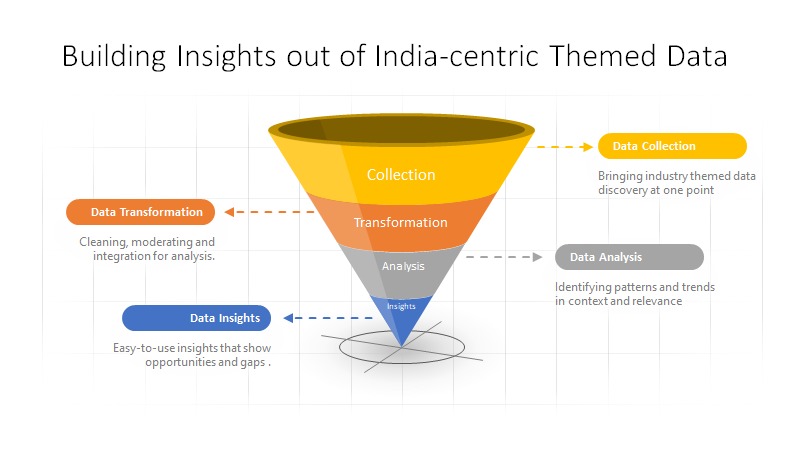 Building Insights out of India-centric Themed Data
Collection
Data Collection
Bringing industry themed data
discovery at one point
Data Transformation
Cleaning, moderating and
integration for analysis.
Transformation
Analysis
Data Analysis
Identifying patterns and trends
in context and relevance
Insights
Data Insights
Easy-to-use insights that show
opportunities and gaps .